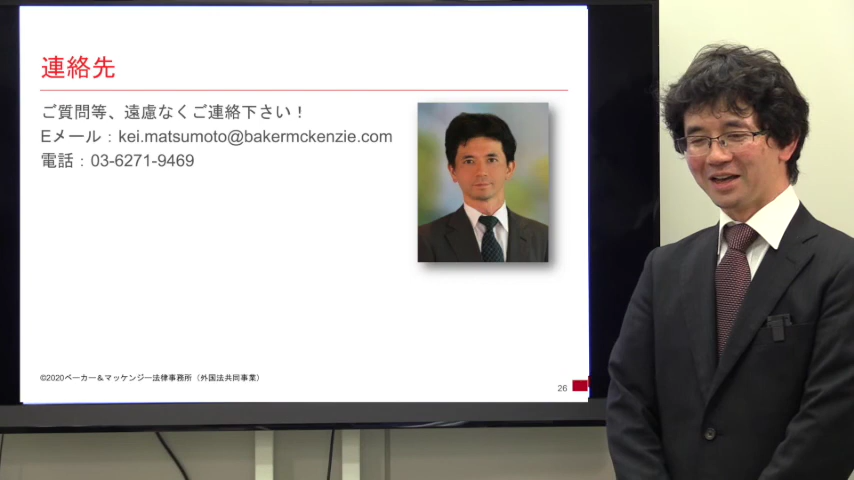 連絡先
ご質問等、遠慮なくご連絡下さい！
Eメール：kei.matsumoto@bakermckenzie.com
電話：03-6271-9469
©2020ベーカー＆マッケンジー法律事務所（外国法共同事業）
26